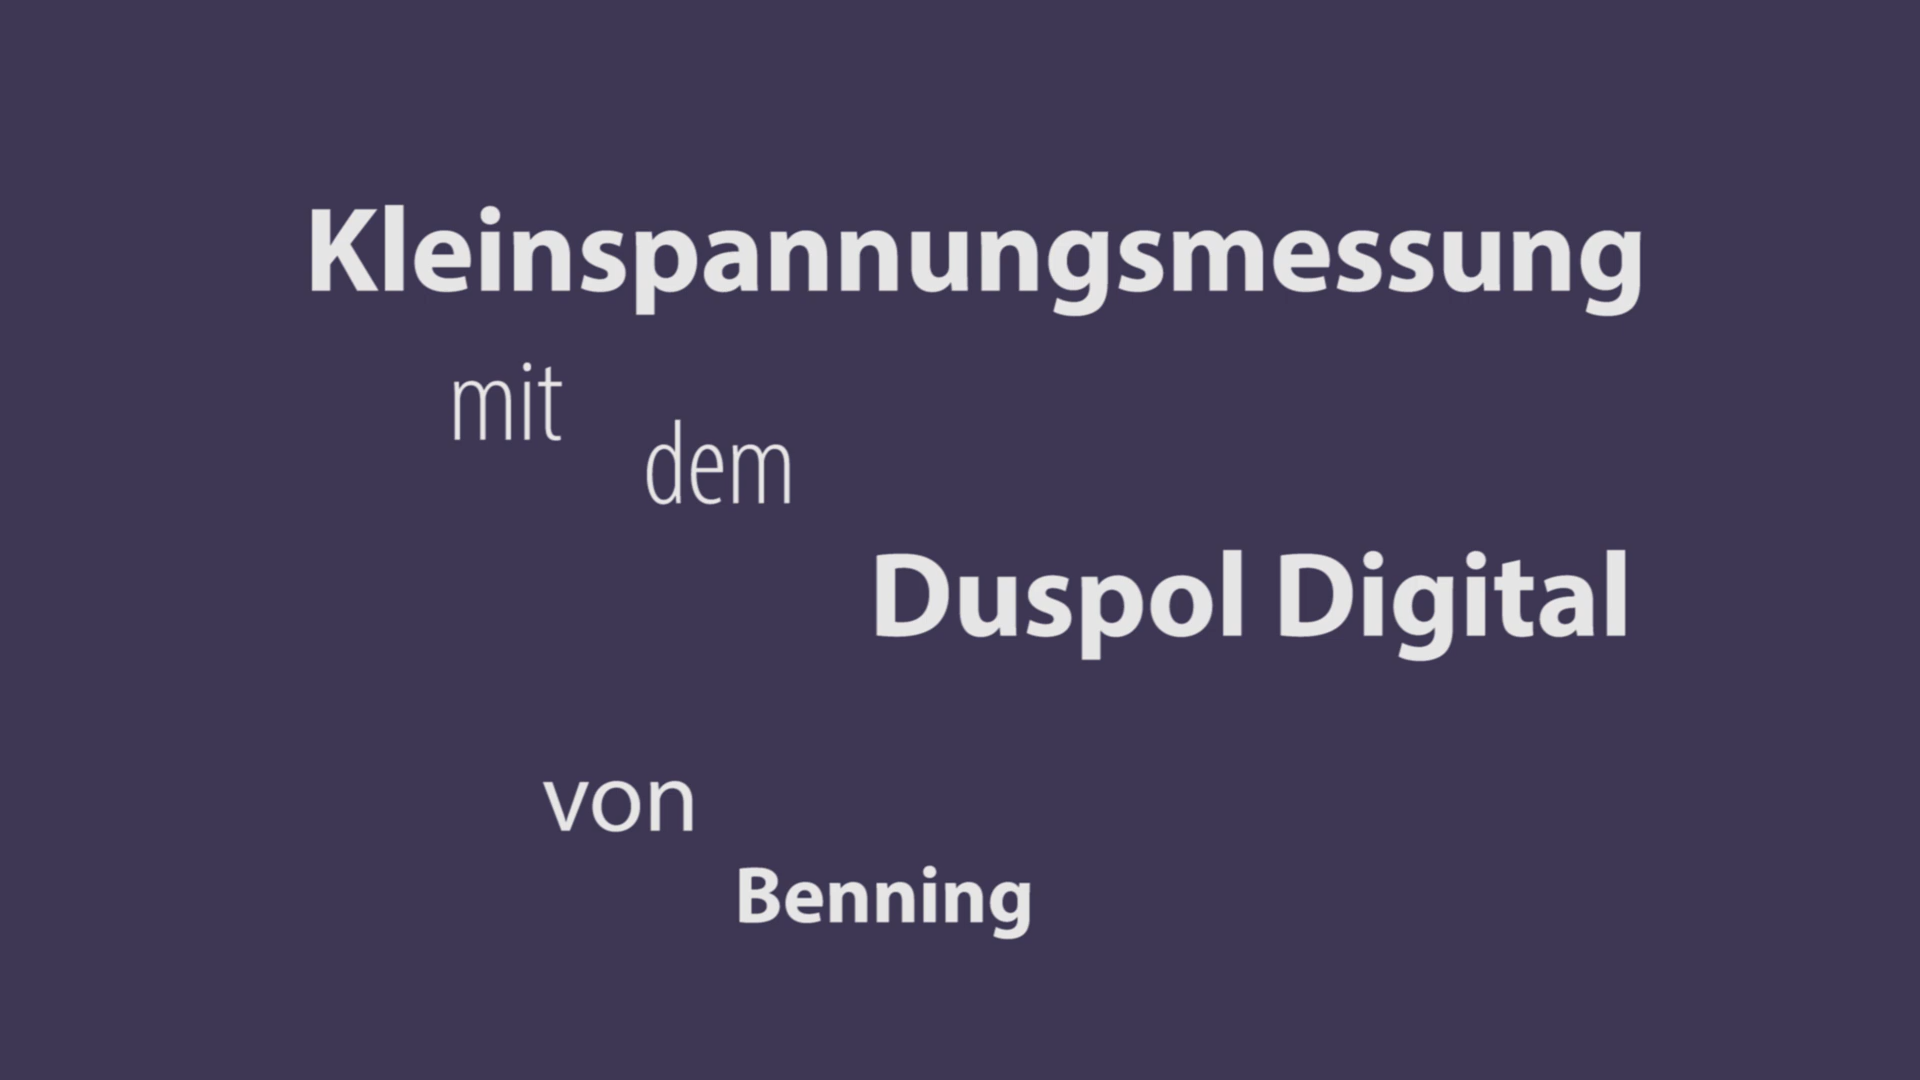 Kleinspannungsmessung
mit
dem
Duspol Digital
von
Benning